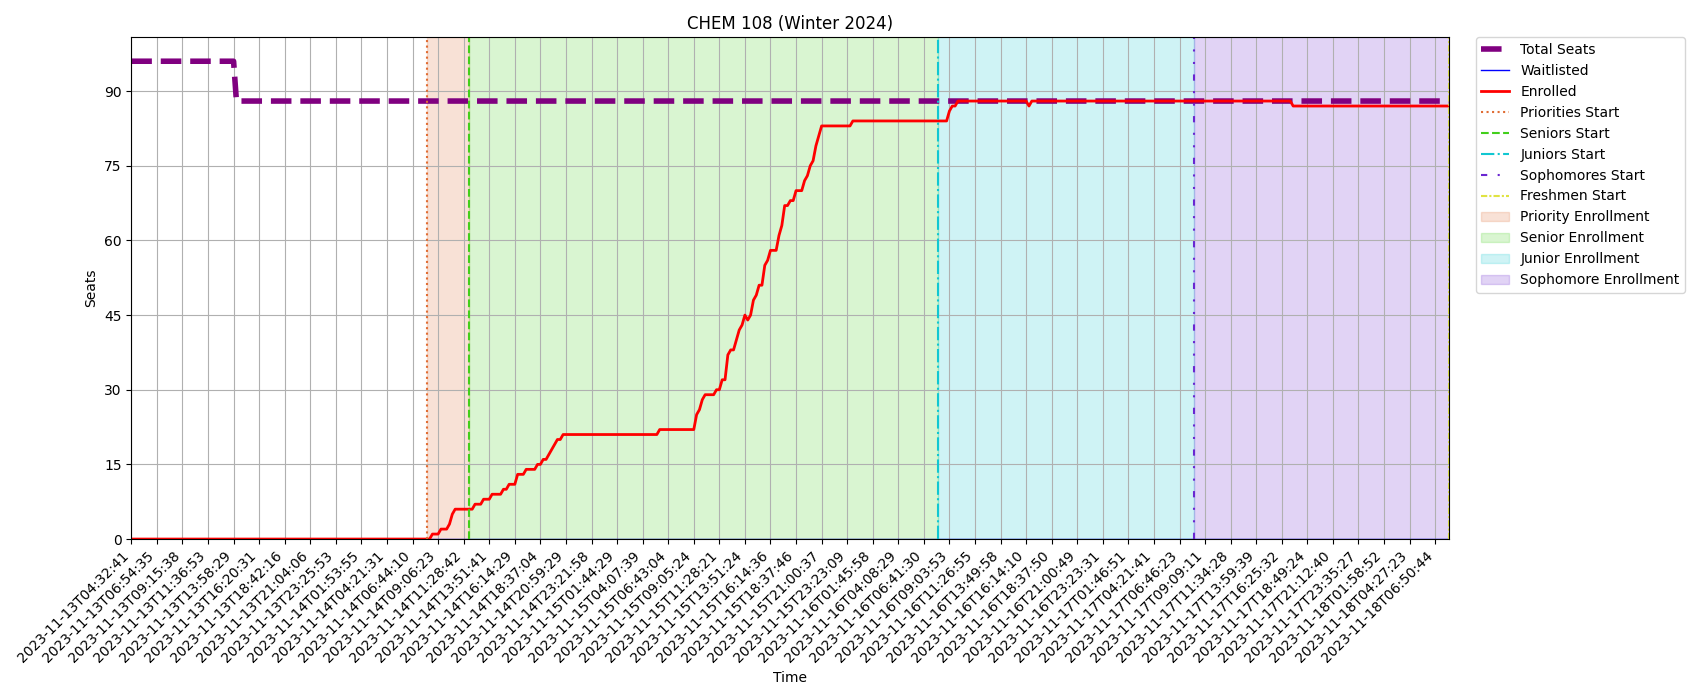 CHEM 108 (Winter 2024)
Total Seats
Waitlisted
Enrolled
Priorities Start
Seniors Start
Juniors Start
Sophomores Start
Freshmen Start
Priority Enrollment
Senior Enrollment
Junior Enrollment
Sophomore Enrollment
Seats
90
75
60
45
30
15
0
2023-11-13T04:32:41
2023-11-13T06:54:35
2023-11-13T09:15:38
2023-11-13T11:36:53
2023-11-13T13:58:29
2023-11-13T16:20:31
2023-11-13T18:42:16
2023-11-13T21:04:06
2023-11-13T23:25:53
2023-11-14T01:53:55
2023-11-14T04:21:31
2023-11-14T06:44:10
2023-11-14T09:06:23
2023-11-14T11:28:42
2023-11-14T13:51:41
2023-11-14T16:14:29
2023-11-14T18:37:04
2023-11-14T20:59:29
2023-11-14T23:21:58
2023-11-15T01:44:29
2023-11-15T04:07:39
2023-11-15T06:43:04
2023-11-15T09:05:24
2023-11-15T11:28:21
2023-11-15T13:51:24
2023-11-15T16:14:36
2023-11-15T18:37:46
2023-11-15T21:00:37
2023-11-15T23:23:09
2023-11-16T01:45:58
2023-11-16T04:08:29
2023-11-16T06:41:30
2023-11-16T09:03:53
2023-11-16T11:26:55
2023-11-16T13:49:58
2023-11-16T16:14:10
2023-11-16T18:37:50
2023-11-16T21:00:49
2023-11-16T23:23:31
2023-11-17T01:46:51
2023-11-17T04:21:41
2023-11-17T06:46:23
2023-11-17T09:09:11
2023-11-17T11:34:28
2023-11-17T13:59:39
2023-11-17T16:25:32
2023-11-17T18:49:24
2023-11-17T21:12:40
2023-11-17T23:35:27
2023-11-18T01:58:52
2023-11-18T04:27:23
2023-11-18T06:50:44
Time